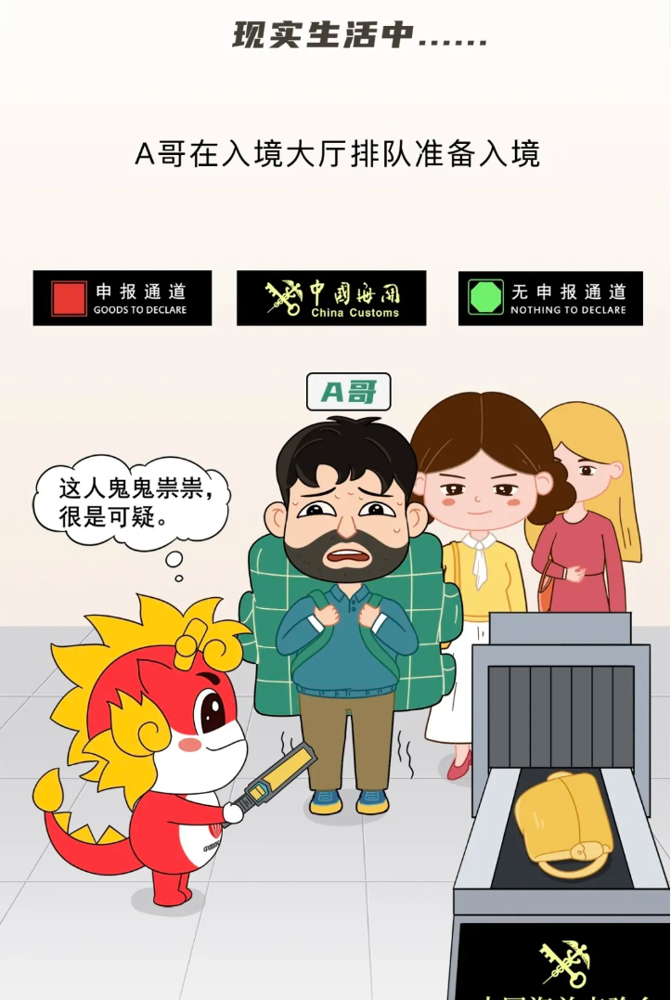 现实生活中......
A哥在入境大厅排队准备入境
申报通道
GOODS TO DECLARE
中國海関
China Customs
无申报通道
NOTHING TO DECLARE
A哥
这人鬼鬼祟祟，
很是可疑。